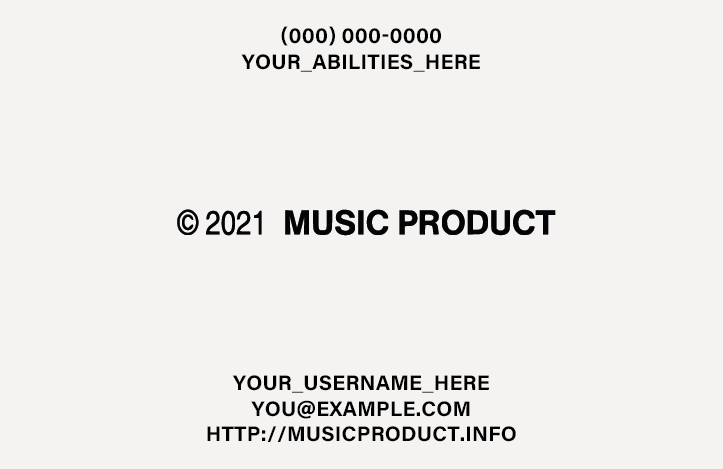 (000) 000-0000
YOUR_ABILITIES_HERE
© 2021 MUSIC PRODUCT
YOUR_USERNAME_HERE
YOU@EXAMPLE.COM
HTTP://MUSICPRODUCT.INFO